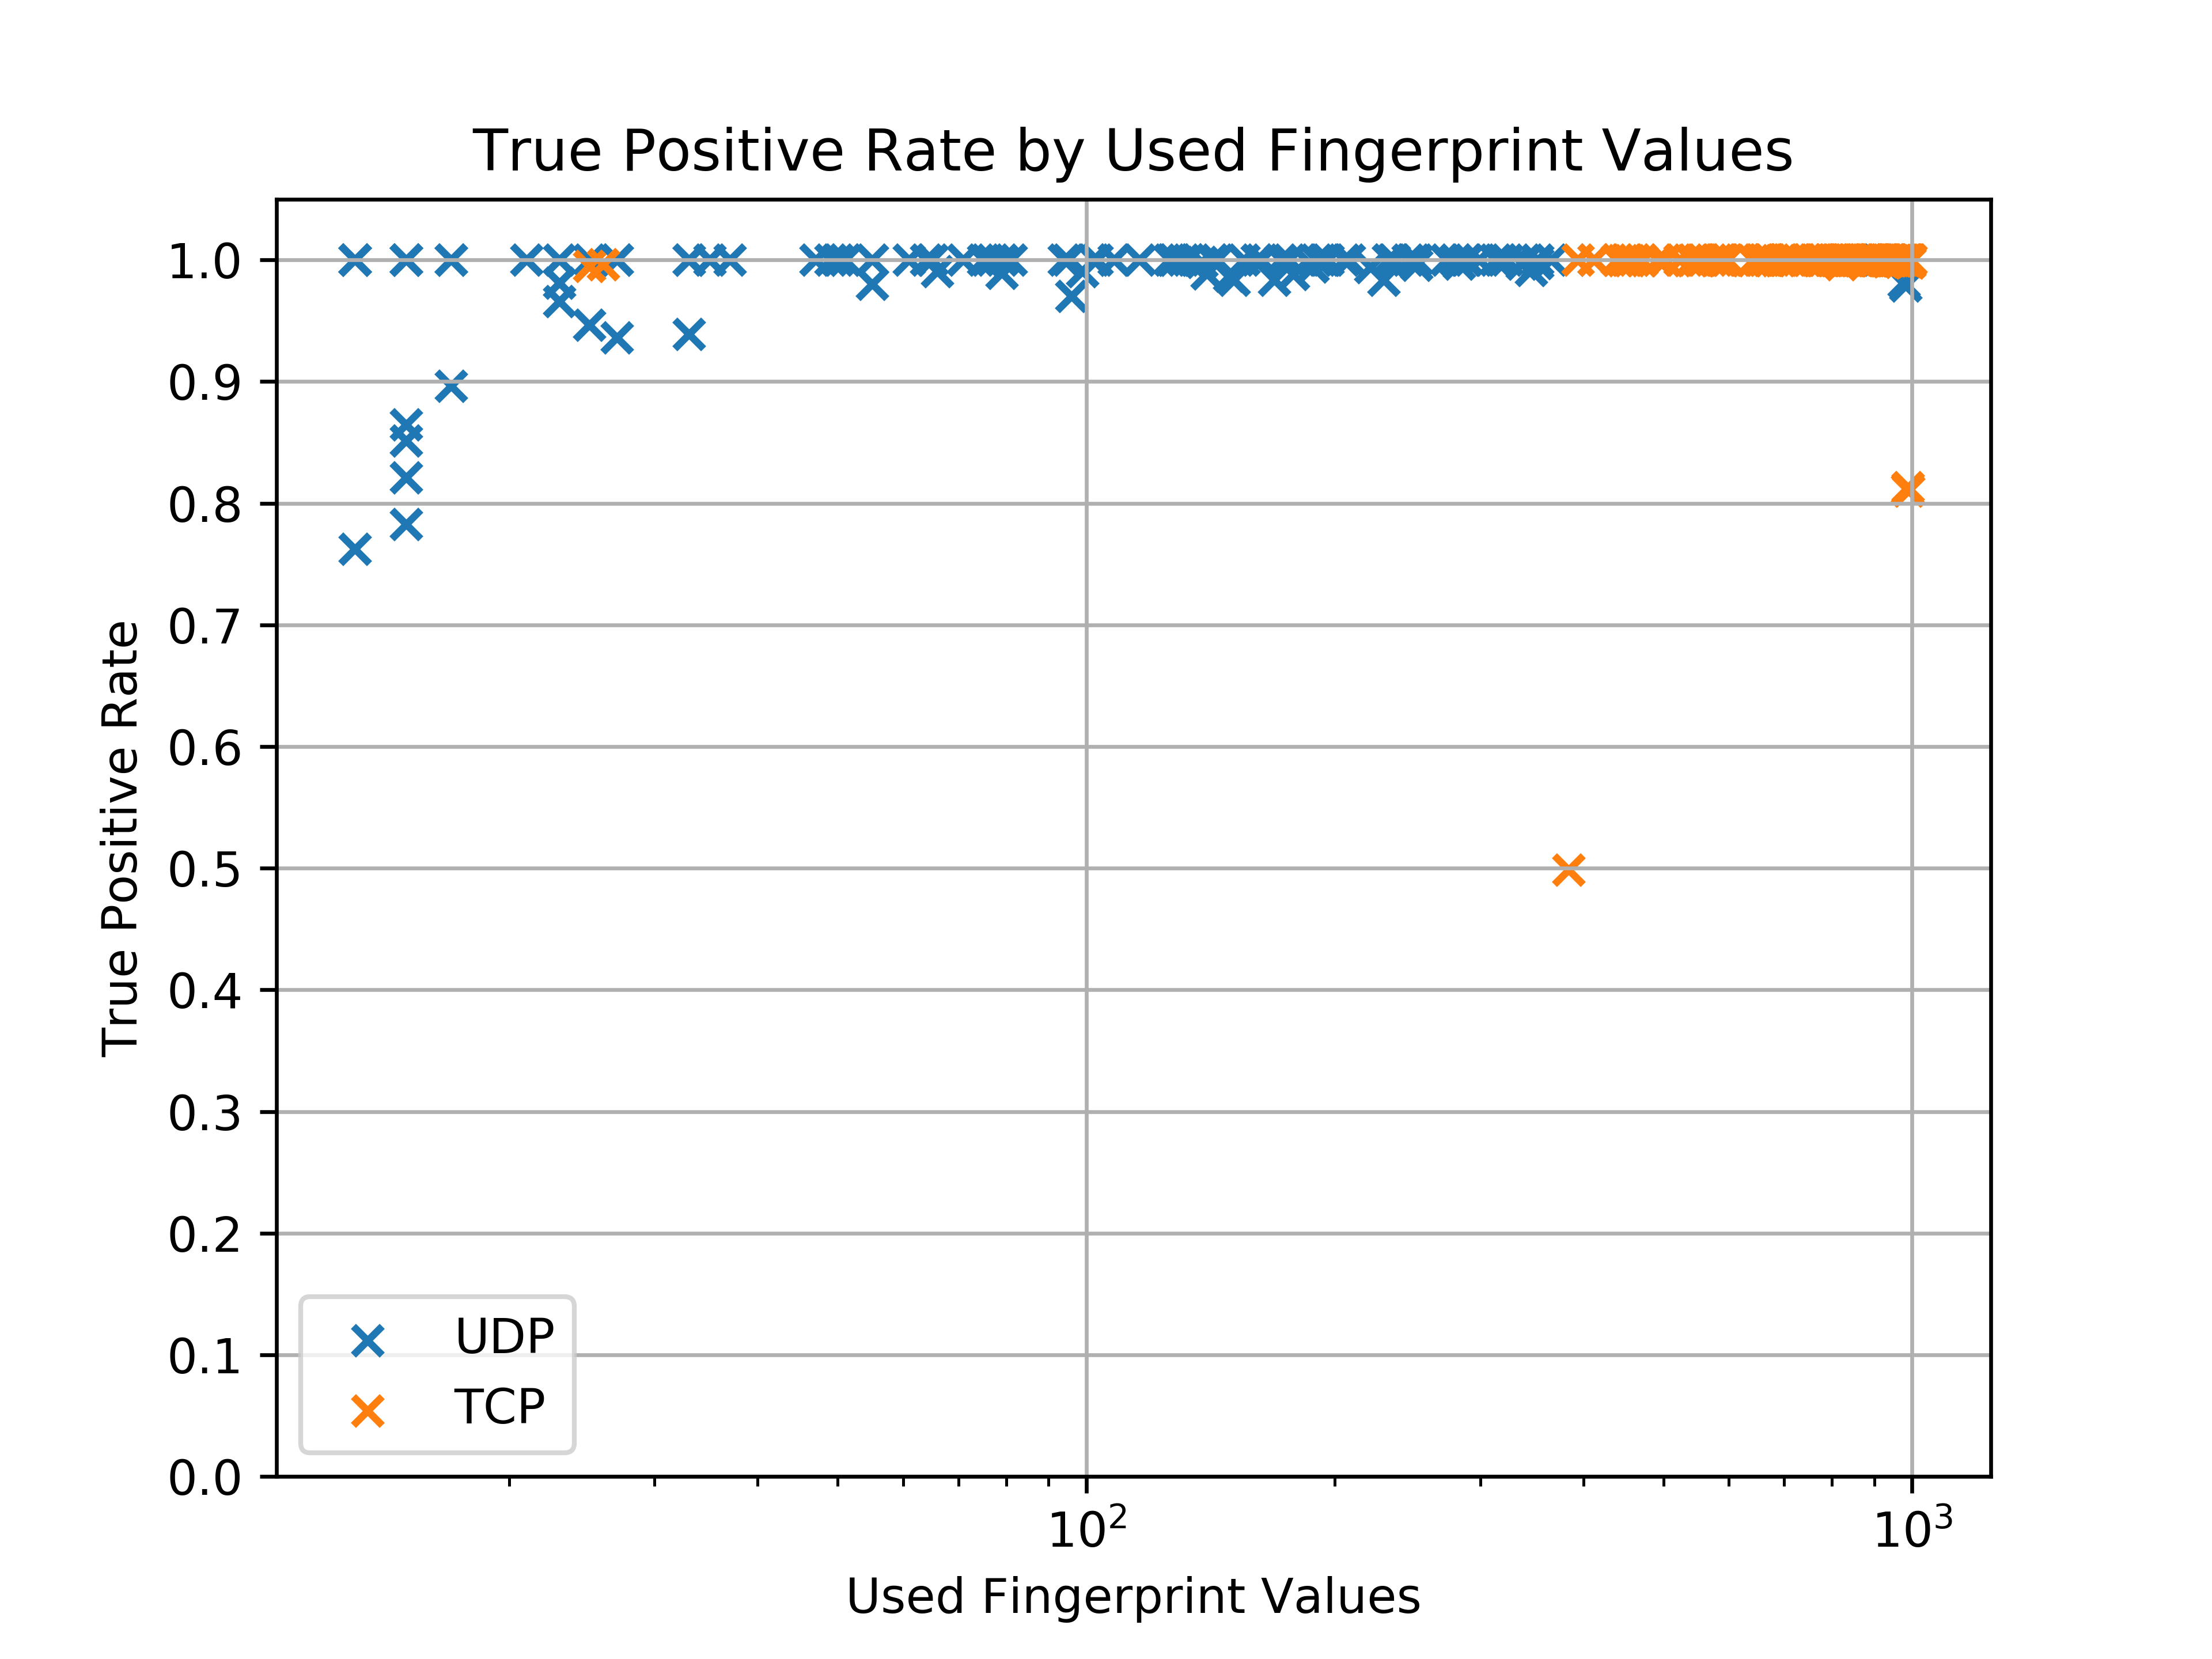 True Positive Rate by Used Fingerprint Values
True Positive Rate
1.0
0.9
0.8
0.7
0.6
0.5
0.4
0.3
0.2
0.1
0.0
UDP
TCP
10²
10³
Used Fingerprint Values